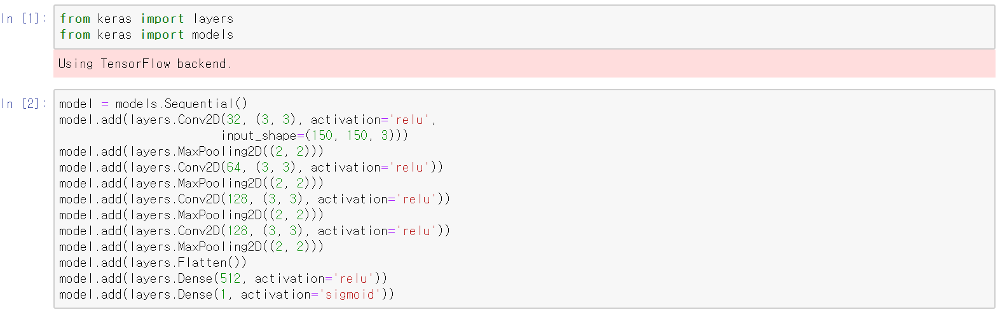 In [1]:
from keras import layers
from keras import models
Using TensorFlow backend.
In [2]:
model = models.Sequential()
model.add(layers.Conv2D(32, (3, 3), activation='relu',
                       input_shape=(150, 150, 3)))
model.add(layers.MaxPooling2D((2, 2)))
model.add(layers.Conv2D(64, (3, 3), activation='relu'))
model.add(layers.MaxPooling2D((2, 2)))
model.add(layers.Conv2D(128, (3, 3), activation='relu'))
model.add(layers.MaxPooling2D((2, 2)))
model.add(layers.Conv2D(128, (3, 3), activation='relu'))
model.add(layers.MaxPooling2D((2, 2)))
model.add(layers.Flatten())
model.add(layers.Dense(512, activation='relu'))
model.add(layers.Dense(1, activation='sigmoid'))